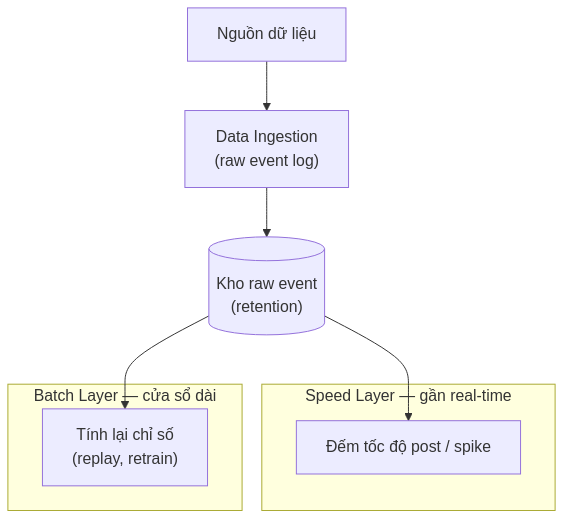 Nguồn dữ liệu
Data Ingestion
(raw event log)
Kho raw event
(retention)
Batch Layer — cửa sổ dài
Tính lại chỉ số
(replay, retrain)
Speed Layer — gần real-time
Đếm tốc độ post / spike